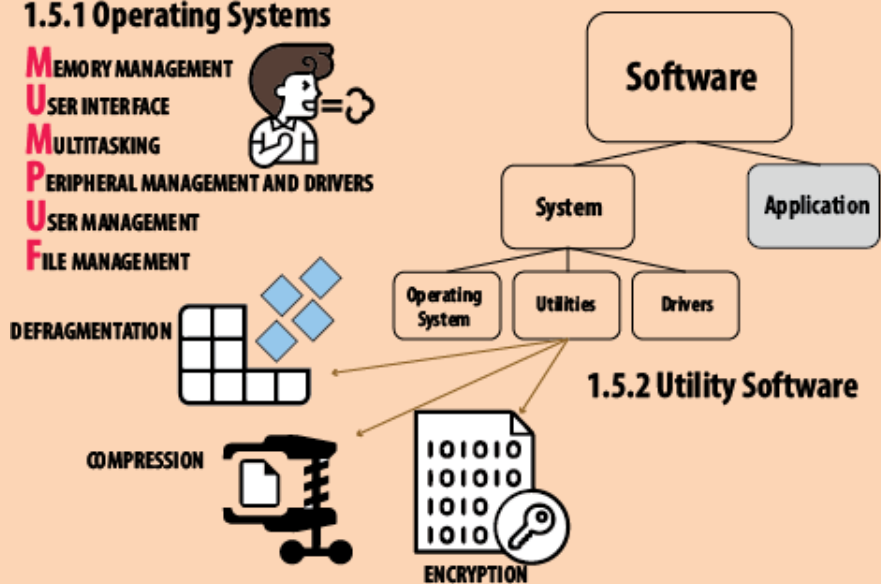 1.5.1 Operating Systems
MEMORY MANAGEMENT
USER INTERFACE
MULTITASKING
PERIPHERAL MANAGEMENT AND DRIVERS
USER MANAGEMENT
FILE MANAGEMENT
Software
System
Application
Operating
System
Utilities
Drivers
DEFRAGMENTATION
1.5.2 Utility Software
COMPRESSION
101010
101010
1010
1010
ENCRYPTION